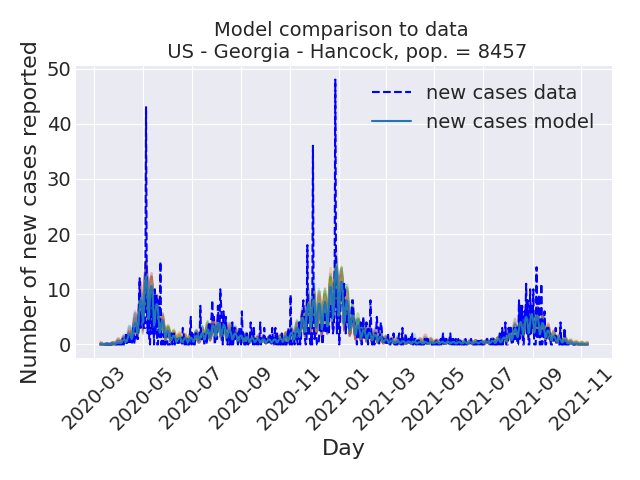 Model comparison to data
US - Georgia - Hancock, pop. = 8457
Number of new cases reported
50
40
30
20
10
0
new cases data
new cases model
2020-03
2020-05
2020-07
2020-09
2020-11
2021-01
2021-03
2021-05
2021-07
2021-09
2021-11
Day